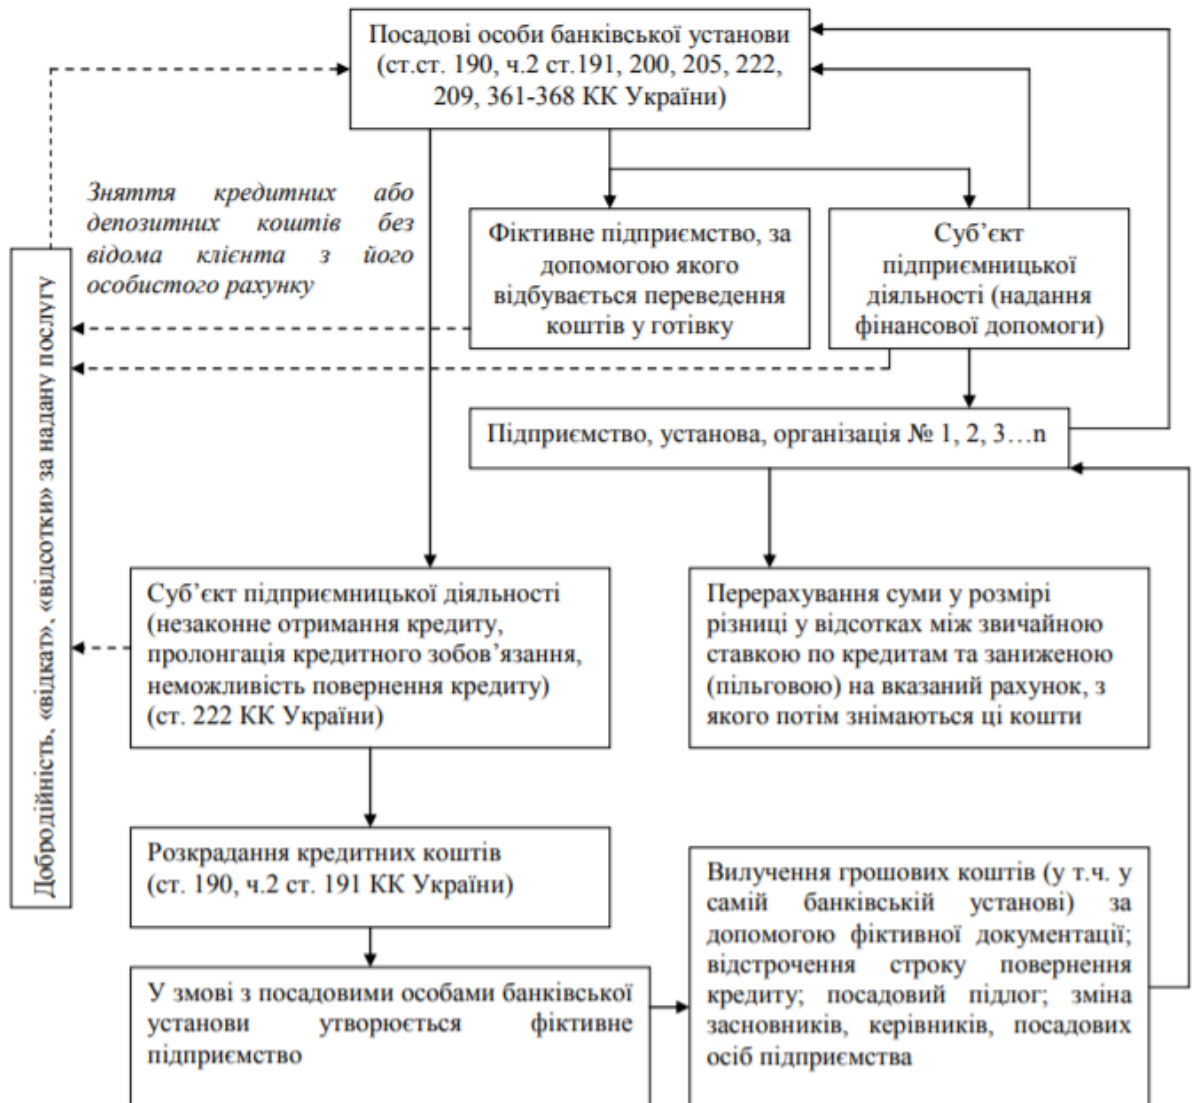 Посадові особи банківської установи
(ст.ст. 190, ч.2 ст.191, 200, 205, 222,
209, 361-368 КК України)
Зняття кредитних або
депозитних коштів без
відома клієнта з його
особистого рахунку
Фіктивне підприємство, за
допомогою якого
відбувається переведення
коштів у готівку
Суб’єкт
підприємницької
діяльності (надання
фінансової допомоги)
Добродійність, «відкат», «відсотки» за надану послугу
Підприємство, установа, організація № 1, 2, 3…n
Суб’єкт підприємницької діяльності
(незаконне отримання кредиту,
пролонгація кредитного зобов’язання,
неможливість повернення кредиту)
(ст. 222 КК України)
Перерахування суми у розмірі
різниці у відсотках між звичайною
ставкою по кредитам та заниженою
(пільговою) на вказаний рахунок, з
якого потім знімаються ці кошти
Розкрадання кредитних коштів
(ст. 190, ч.2 ст. 191 КК України)
У змові з посадовими особами банківської
установи утворюється фіктивне
підприємство
Вилучення грошових коштів (у т.ч. у
самій банківській установі) за
допомогою фіктивної документації;
відстрочення строку повернення
кредиту; посадовий підлог; зміна
засновників, керівників, посадових
осіб підприємства